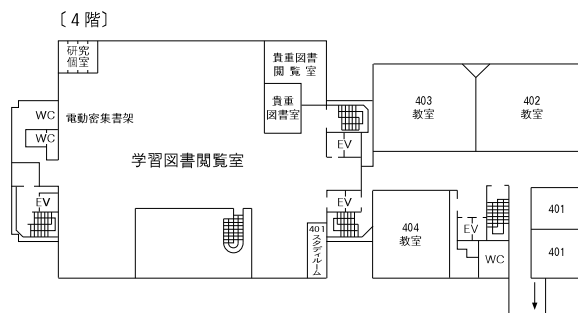 〔4階〕
研究
個室
貴重図書
閲覧室
貴重
図書室
WC
電動密集書架
WC
学習図書閲覧室
EV
403
教室
402
教室
EV
EV
401
スタディルーム
404
教室
EV
WC
401
401